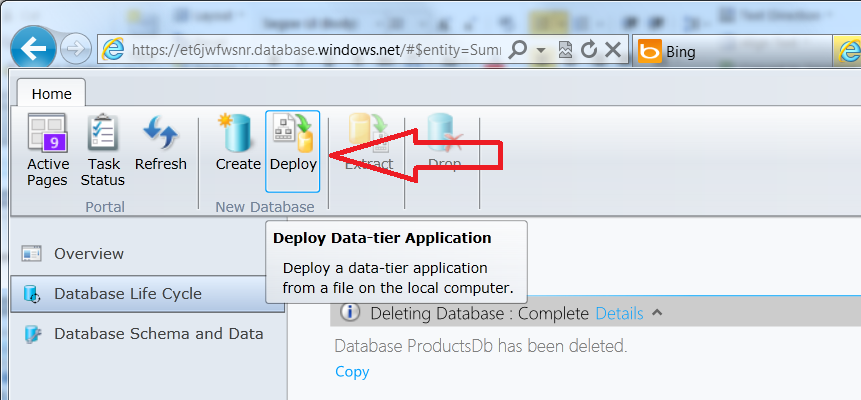 https://et6jwfwsnr.database.windows.net/#$entity=Sum
Bing
Home
9
Active Pages
Task Status
Refresh
Create
Deploy
Extract
Drop
Portal
New Database
Deploy Data-tier Application
Deploy a data-tier application
from a file on the local computer.
Overview
Database Life Cycle
Database Schema and Data
Deleting Database : Complete Details
Database ProductsDb has been deleted.
Copy